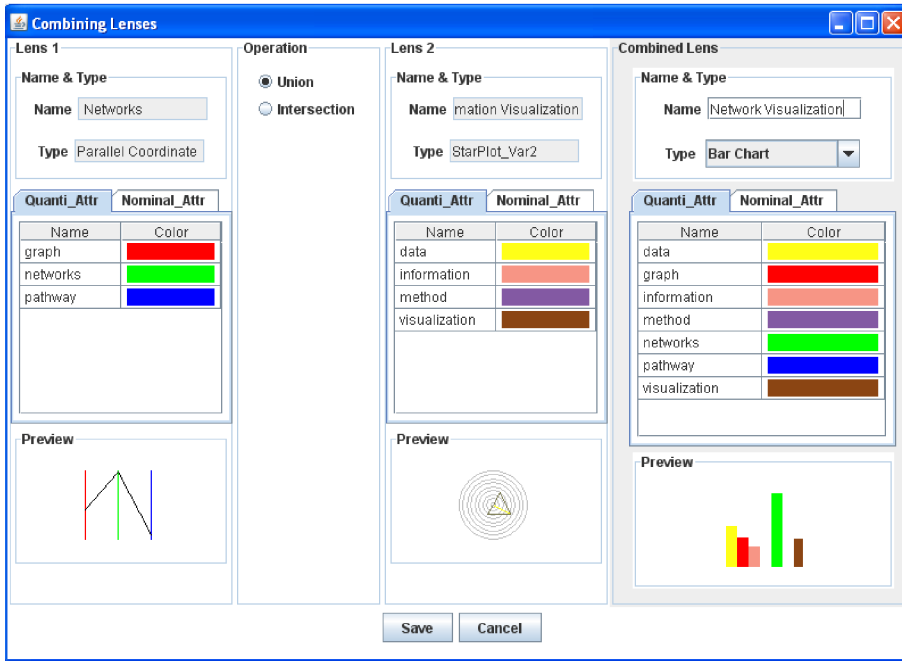 Combining Lenses
Lens 1
Name & Type
Name Networks
Type Parallel Coordinate
Quanti_Attr Nominal_Attr
Name Color
graph
networks
pathway
Preview
Operation
Union
Intersection
Lens 2
Name & Type
Name mation Visualization
Type StarPlot_Var2
Quanti_Attr Nominal_Attr
Name Color
data
information
method
visualization
Preview
Combined Lens
Name & Type
Name Network Visualization
Type Bar Chart
Quanti_Attr Nominal_Attr
Name Color
data
graph
information
method
networks
pathway
visualization
Preview
Save Cancel